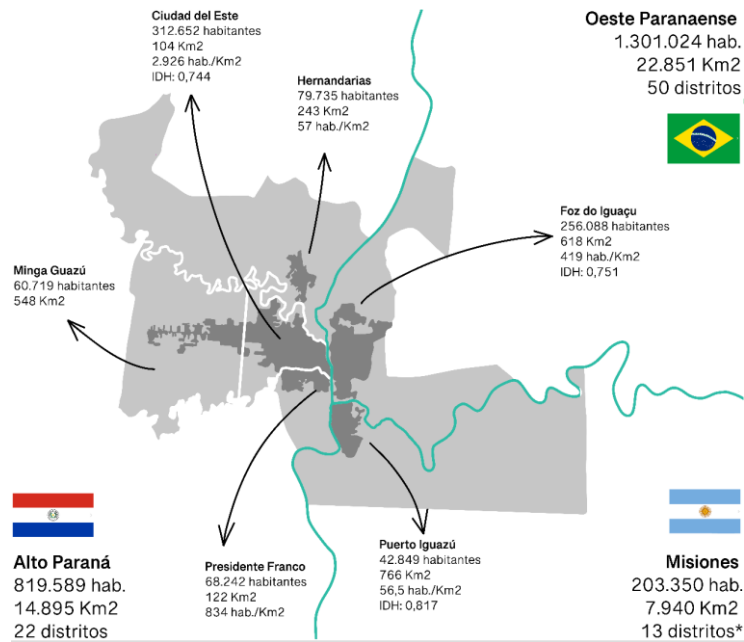 Ciudad del Este
312.652 habitantes
104 Km2
2.926 hab./Km2
IDH: 0,744
Oeste Paranaense
1.301.024 hab.
22.851 Km2
50 distritos
Hernandarias
79.735 habitantes
243 Km2
57 hab./Km2
Foz do Iguaçu
256.088 habitantes
618 Km2
419 hab./Km2
IDH: 0,751
Minga Guazú
60.719 habitantes
548 Km2
Alto Paraná
819.589 hab.
14.895 Km2
22 distritos
Presidente Franco
68.242 habitantes
122 Km2
834 hab./Km2
Puerto Iguazú
42.849 habitantes
766 Km2
56,5 hab./Km2
IDH: 0,817
Misiones
203.350 hab.
7.940 Km2
13 distritos*